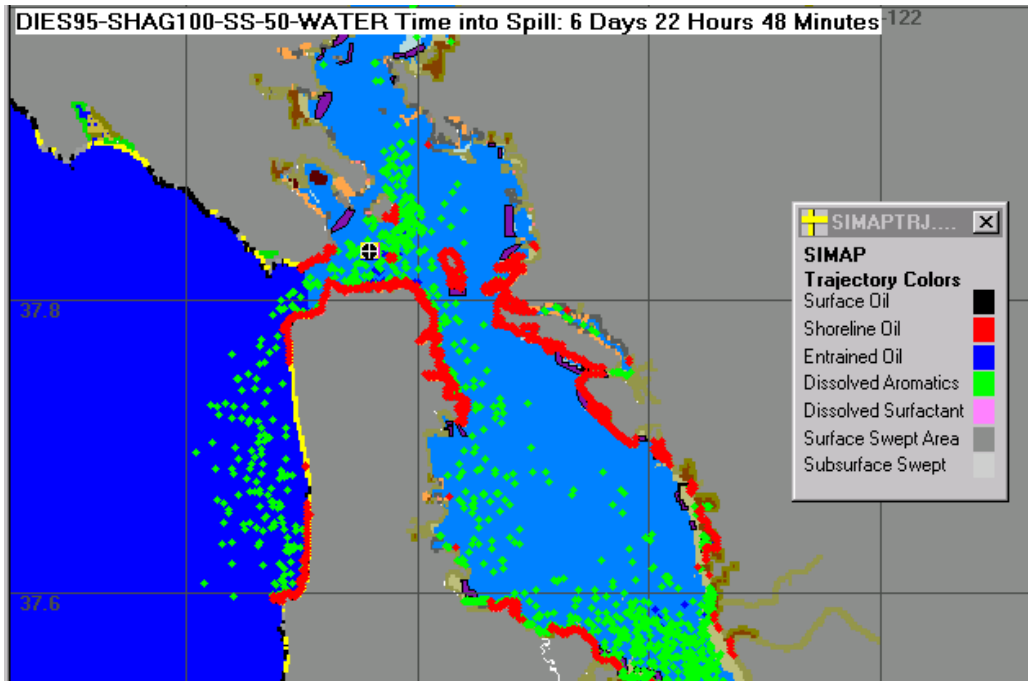 DIES95-SHAG100-SS-50-WATER Time into Spill: 6 Days 22 Hours 48 Minutes
-122
SIMAPTRJ....
SIMAP
Trajectory Colors
Surface Oil
Shoreline Oil
Entrained Oil
Dissolved Aromatics
Dissolved Surfactant
Surface Swept Area
Subsurface Swept
37.8
37.6